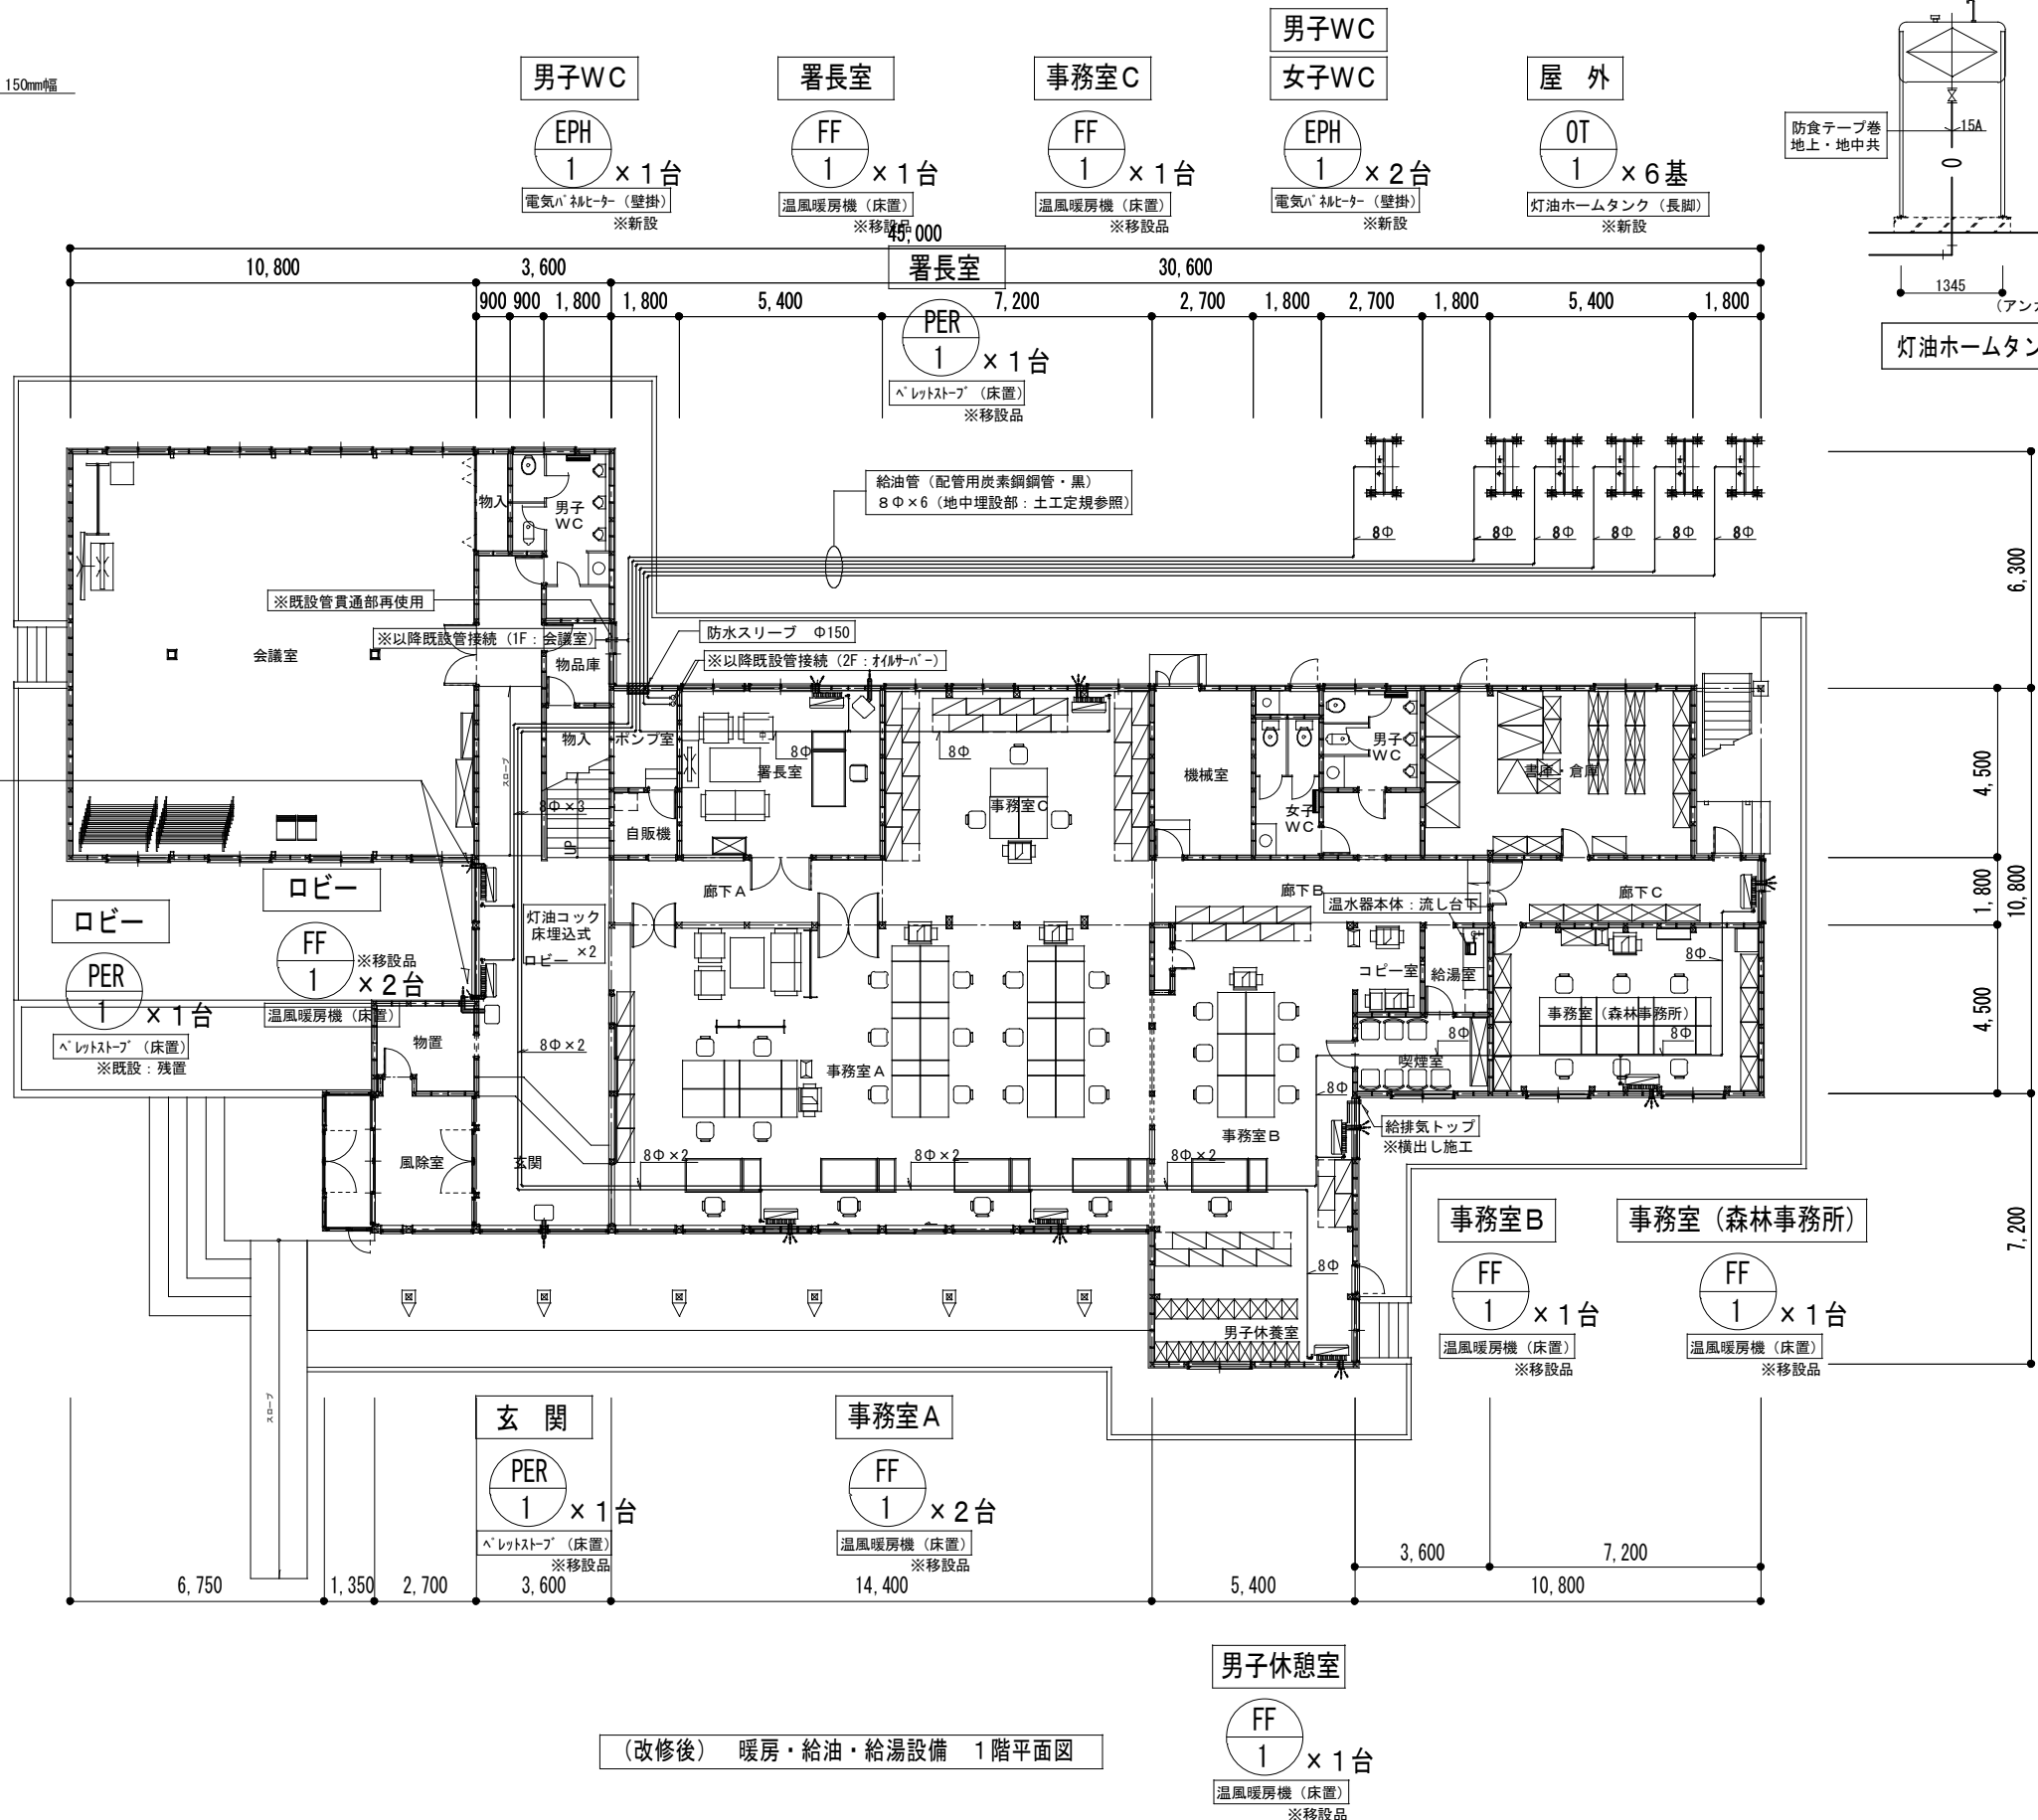 150mm幅
男子WC
EPH
1
×1台
電気パネルヒーター（壁掛）
※新設
署長室
FF
1
×1台
温風暖房機（床置）
※移設品
事務室C
FF
1
×1台
温風暖房機（床置）
※移設品
男子WC
女子WC
EPH
1
×2台
電気パネルヒーター（壁掛）
※新設
屋 外
OT
1
×6基
灯油ホームタンク（長脚）
※新設
防食テープ巻
地上・地中共
15A
1345
灯油ホームタン
45,000
10,800
3,600
30,600
900
900
1,800
1,800
5,400
7,200
2,700
1,800
2,700
1,800
5,400
1,800
署長室
PER
1
×1台
ペレットストーブ（床置）
※移設品
給油管（配管用炭素鋼鋼管・黒）
8Φ×6（地中埋設部：土工定規参照）
8Φ
8Φ
8Φ
8Φ
8Φ
8Φ
6,300
4,500
1,800
10,800
4,500
7,200
物入
男子
WC
※既設管貫通部再使用
※以降既設管接続（1F：会議室）
防水スリーブ Φ150
※以降既設管接続（2F：オイルサーバー）
会議室
物品庫
物入
ポンプ室
スロープ
8Φ
署長室
8Φ
事務室C
機械室
男子
WC
女子
WC
書庫・倉庫
8Φ×3
自販機
UP
廊下A
廊下B
廊下C
温水器本体：流し台下
灯油コック
床埋込式
×2
ロビー
ロビー
PER
1
×1台
ペレットストーブ（床置）
※既設：残置
ロビー
FF
1
※移設品
×2台
温風暖房機（床置）
コピー室
給湯室
8Φ
事務室（森林事務所）
8Φ
8Φ
喫煙室
物置
8Φ×2
事務室A
8Φ
事務室B
給排気トップ
※横出し施工
風除室
玄関
8Φ×2
8Φ×2
8Φ×2
8Φ
男子休養室
スロープ
事務室B
FF
1
×1台
温風暖房機（床置）
※移設品
事務室（森林事務所）
FF
1
×1台
温風暖房機（床置）
※移設品
玄 関
PER
1
×1台
ペレットストーブ（床置）
※移設品
事務室A
FF
1
×2台
温風暖房機（床置）
※移設品
3,600
7,200
6,750
1,350
2,700
3,600
14,400
5,400
10,800
男子休憩室
FF
1
×1台
温風暖房機（床置）
※移設品
（改修後） 暖房・給油・給湯設備 1階平面図